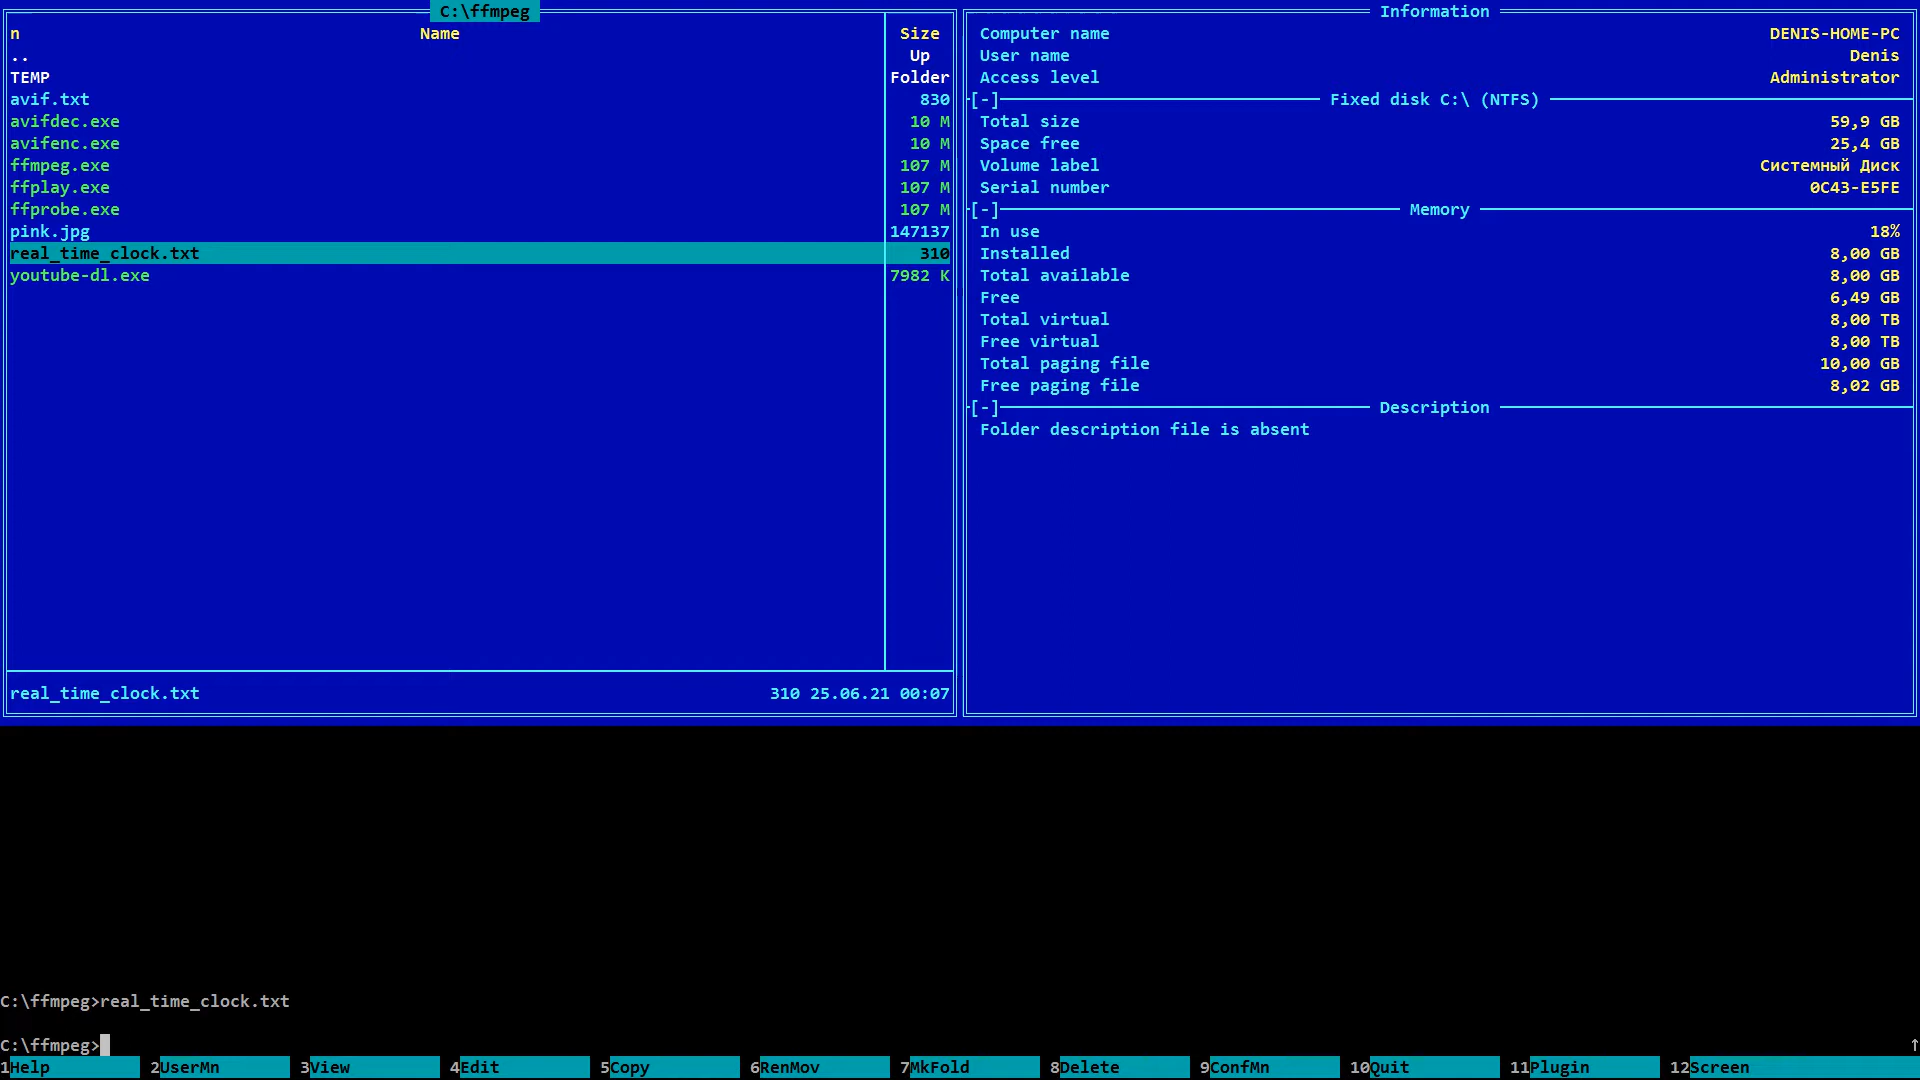 C:\ffmpeg
n Name Size
.. Up
TEMP Folder
avif.txt 830
avifdec.exe 10 M
avifenc.exe 10 M
ffmpeg.exe 107 M
ffplay.exe 107 M
ffprobe.exe 107 M
pink.jpg 147137
real_time_clock.txt 310
youtube-dl.exe 7982 K
real_time_clock.txt 310 25.06.21 00:07
Information
Computer name DENIS-HOME-PC
User name Denis
Access level Administrator
[-] Fixed disk C:\ (NTFS)
Total size 59,9 GB
Space free 25,4 GB
Volume label Системный Диск
Serial number 0C43-E5FE
[-] Memory
In use 18%
Installed 8,00 GB
Total available 8,00 GB
Free 6,49 GB
Total virtual 8,00 TB
Free virtual 8,00 TB
Total paging file 10,00 GB
Free paging file 8,02 GB
[-] Description
Folder description file is absent
C:\ffmpeg>real_time_clock.txt
C:\ffmpeg> ↑
1Help 2UserMn 3View 4Edit 5Copy 6RenMov 7MkFold 8Delete 9ConfMn 10Quit 11Plugin 12Screen